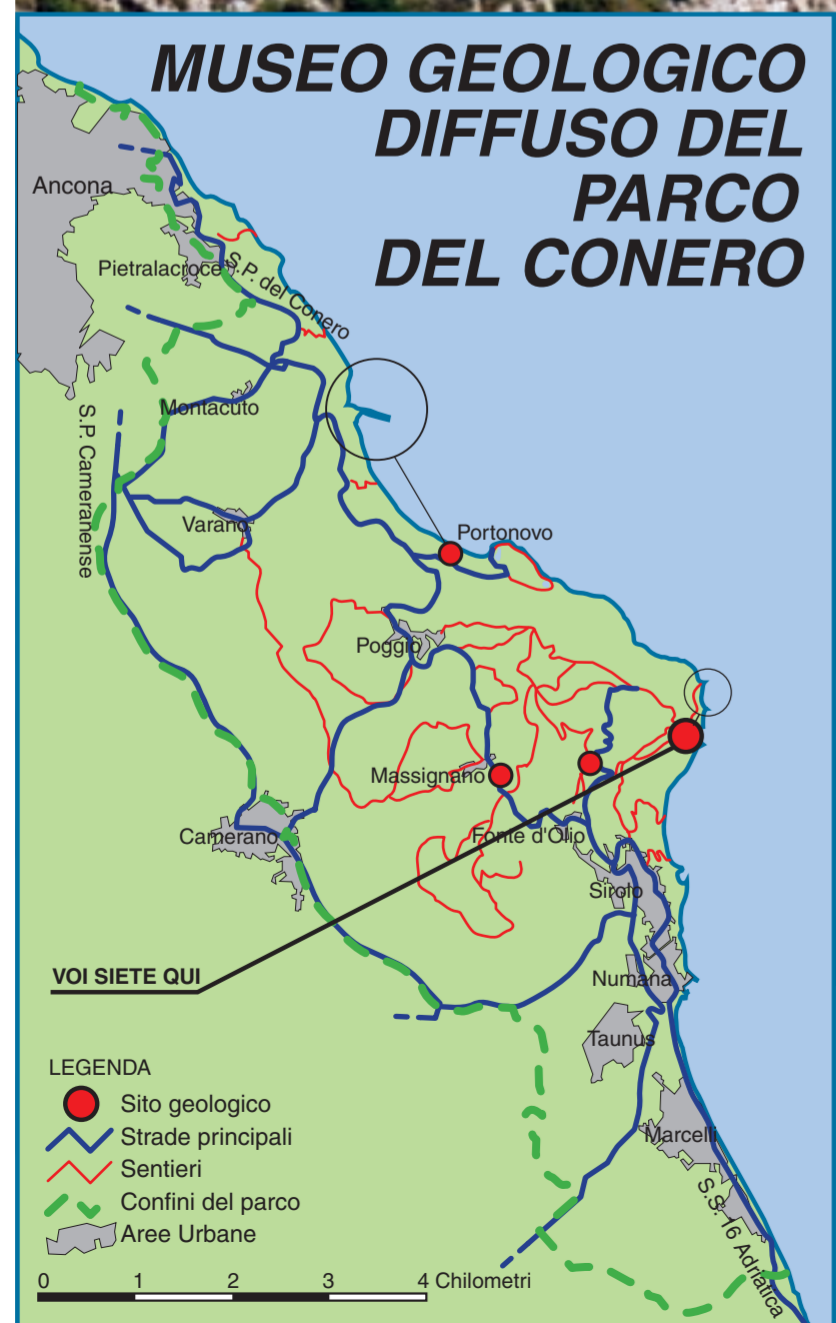 MUSEO GEOLOGICO
DIFFUSO DEL
PARCO
DEL CONERO
Ancona
Pietralacroce
S.P. del Conero
Montacuto
S.P. Cameranense
Varano
Portonovo
Poggio
Massignano
Camerano
Fonte d'Olio
Sirolo
VOI SIETE QUI
Numana
Taunus
Marcelli
S.S. 16 Adriatica
LEGENDA
Sito geologico
Strade principali
Sentieri
Confini del parco
Aree Urbane
0 1 2 3 4 Chilometri